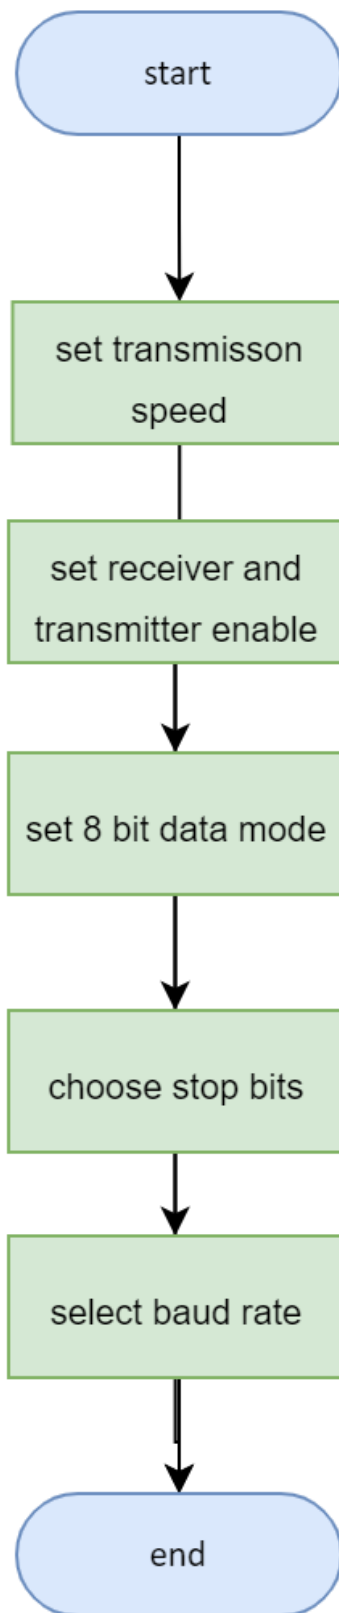 start
set transmisson
speed
set receiver and
transmitter enable
set 8 bit data mode
choose stop bits
select baud rate
end